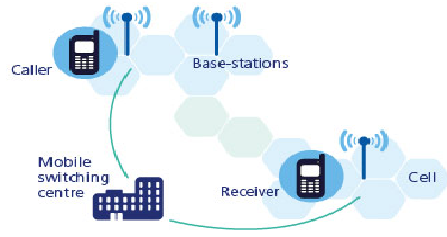 Caller
Base-stations
Mobile
switching
centre
Receiver
Cell